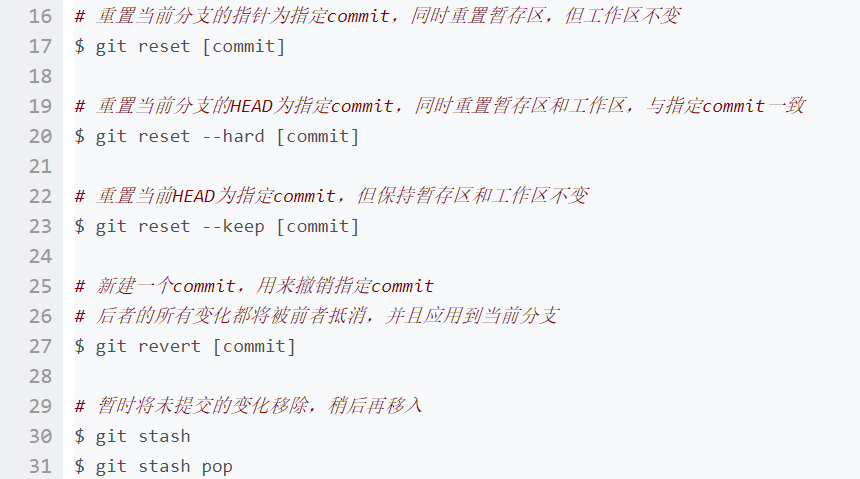 16 # 重置当前分支的指针为指定commit，同时重置暂存区，但工作区不变
17 $ git reset [commit]
18
19 # 重置当前分支的HEAD为指定commit，同时重置暂存区和工作区，与指定commit一致
20 $ git reset --hard [commit]
21
22 # 重置当前HEAD为指定commit，但保持暂存区和工作区不变
23 $ git reset --keep [commit]
24
25 # 新建一个commit，用来撤销指定commit
26 # 后者的所有变化都将被前者抵消，并且应用到当前分支
27 $ git revert [commit]
28
29 # 暂时将未提交的变化移除，稍后再移入
30 $ git stash
31 $ git stash pop